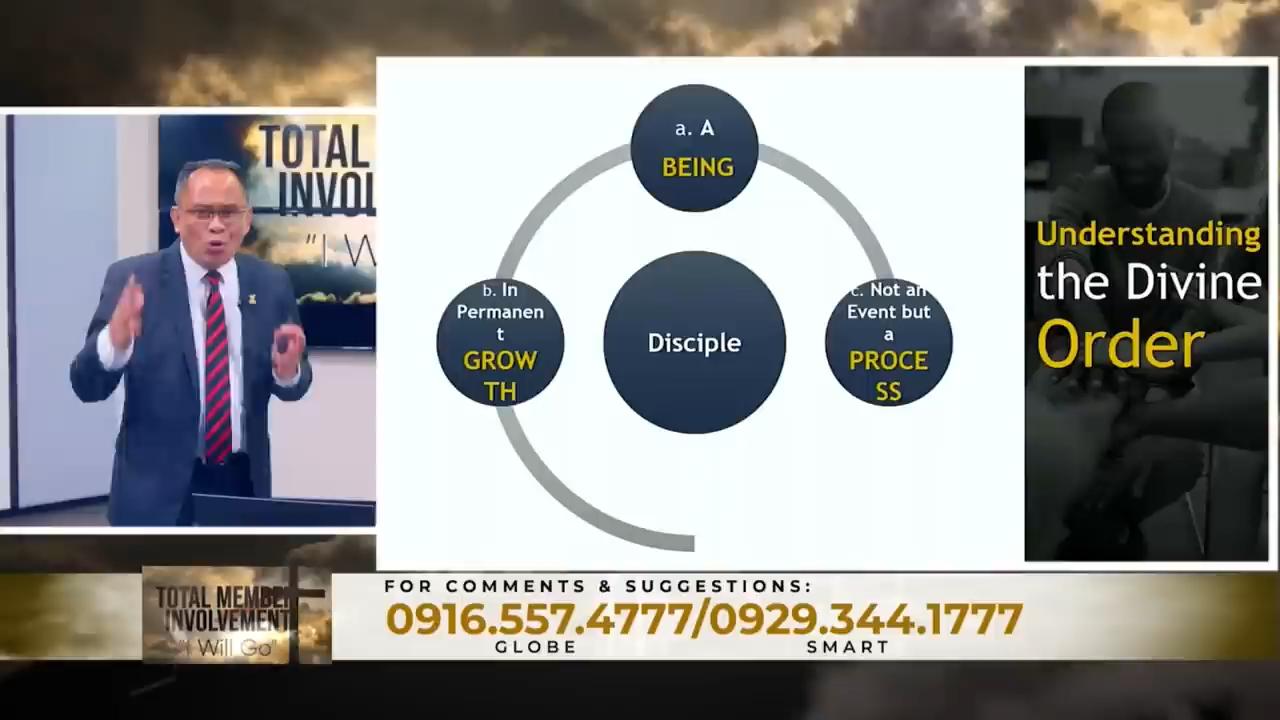 TOTAL
INVOL
"I W
a. A
BEING
b. In
Permanen
t
GROW
TH
Disciple
c. Not an
Event but
a
PROCE
SS
Understanding
the Divine
Order
TOTAL MEMBER
INVOLVEMENT
"I Will Go"
FOR COMMENTS & SUGGESTIONS:
0916.557.4777/0929.344.1777
GLOBE
SMART